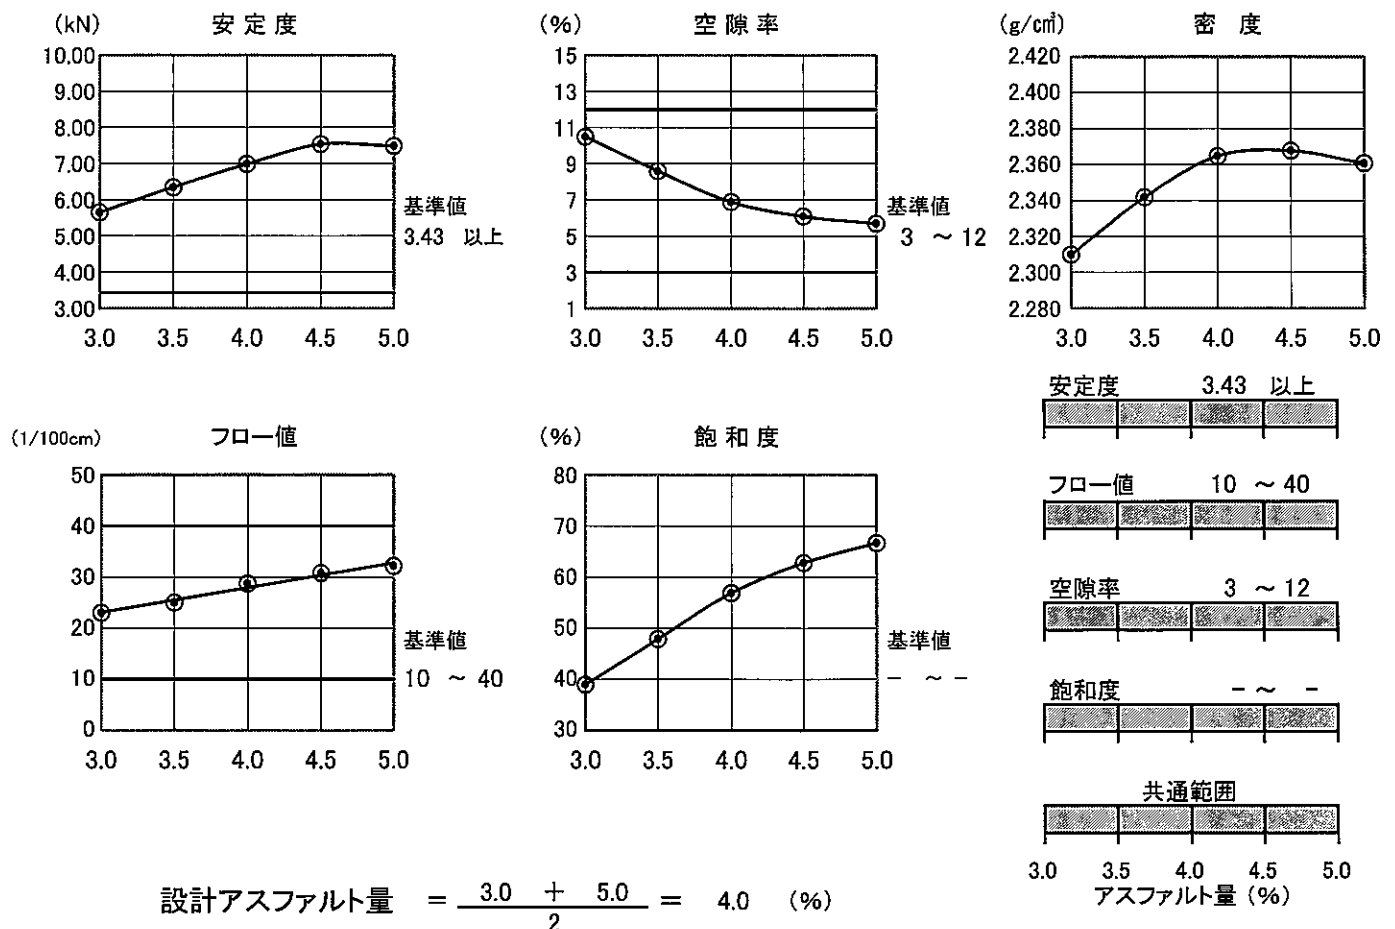 (kN) 安定度
10.00
9.00
8.00
7.00
6.00
5.00
4.00
3.00
3.0 3.5 4.0 4.5 5.0
基準値
3.43 以上
(%) 空隙率
15
13
11
9
7
5
3
1
3.0 3.5 4.0 4.5 5.0
基準値
3 ~ 12
(g/c㎥) 密度
2.420
2.400
2.380
2.360
2.340
2.310
2.300
2.280
3.0 3.5 4.0 4.5 5.0
(1/100cm) フロー値
50
40
30
20
10
0
3.0 3.5 4.0 4.5 5.0
基準値
10 ~ 40
(%) 飽和度
80
70
60
50
40
30
3.0 3.5 4.0 4.5 5.0
基準値
- ~ -
安定度 3.43 以上
フロー値 10 ~ 40
空隙率 3 ~ 12
飽和度 - ~ -
共通範囲
3.0 3.5 4.0 4.5 5.0
アスファルト量 (%)
設計アスファルト量 = 3.0 + 5.0 = 4.0 (%)
2